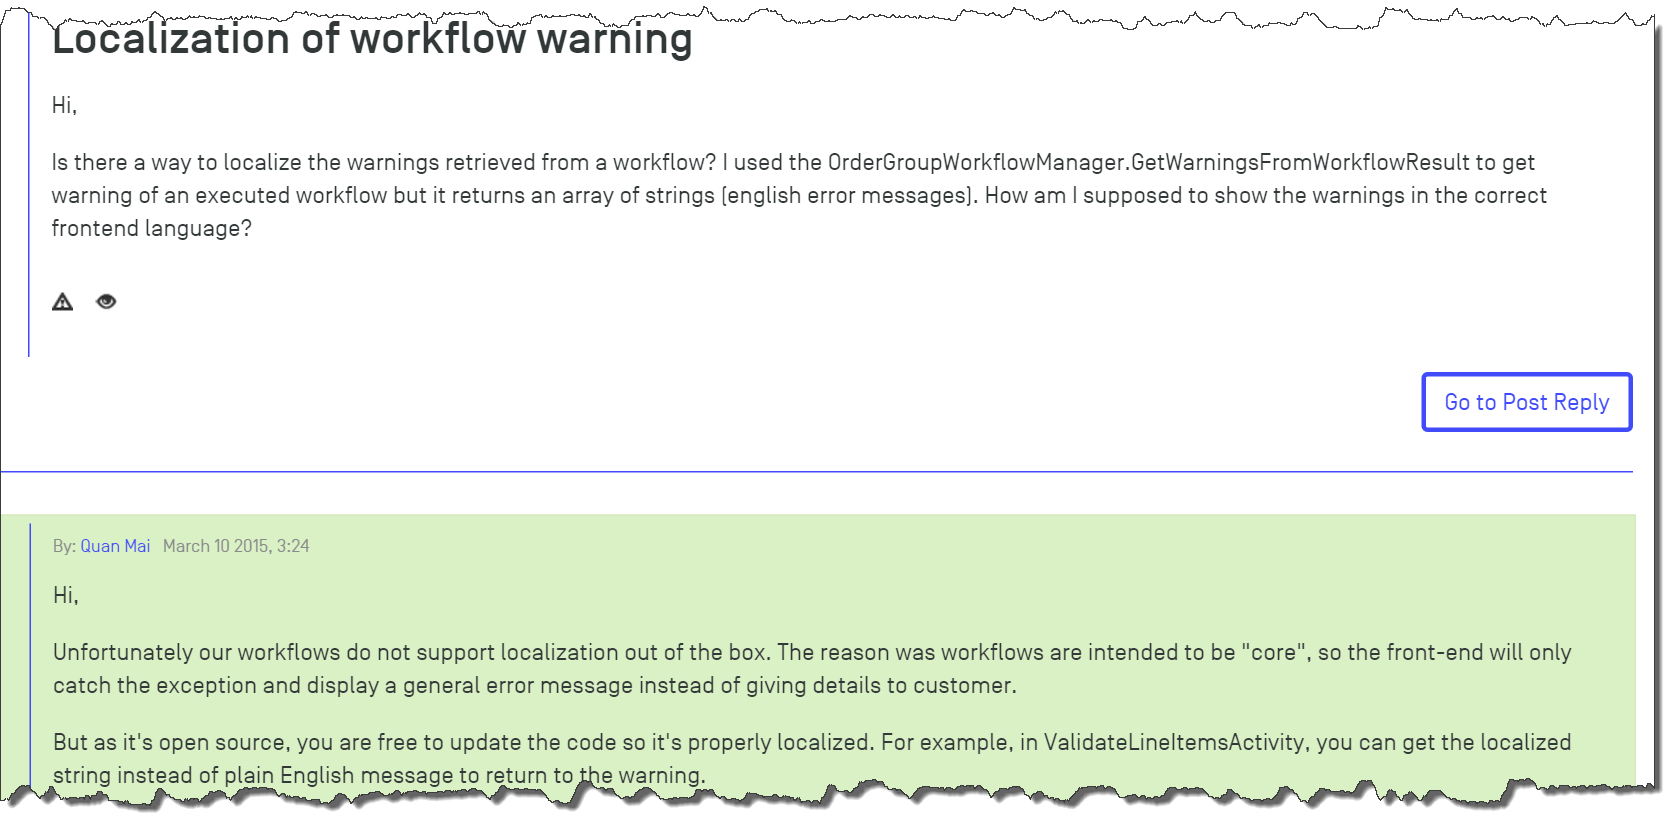 Localization of workflow warning
Hi,
Is there a way to localize the warnings retrieved from a workflow? I used the OrderGroupWorkflowManager.GetWarningsFromWorkflowResult to get
warning of an executed workflow but it returns an array of strings (english error messages). How am I supposed to show the warnings in the correct
frontend language?
Go to Post Reply
By: Quan Mai March 10 2015, 3:24
Hi,
Unfortunately our workflows do not support localization out of the box. The reason was workflows are intended to be "core", so the front-end will only
catch the exception and display a general error message instead of giving details to customer.
But as it's open source, you are free to update the code so it's properly localized. For example, in ValidateLineItemsActivity, you can get the localized
string instead of plain English message to return to the warning.